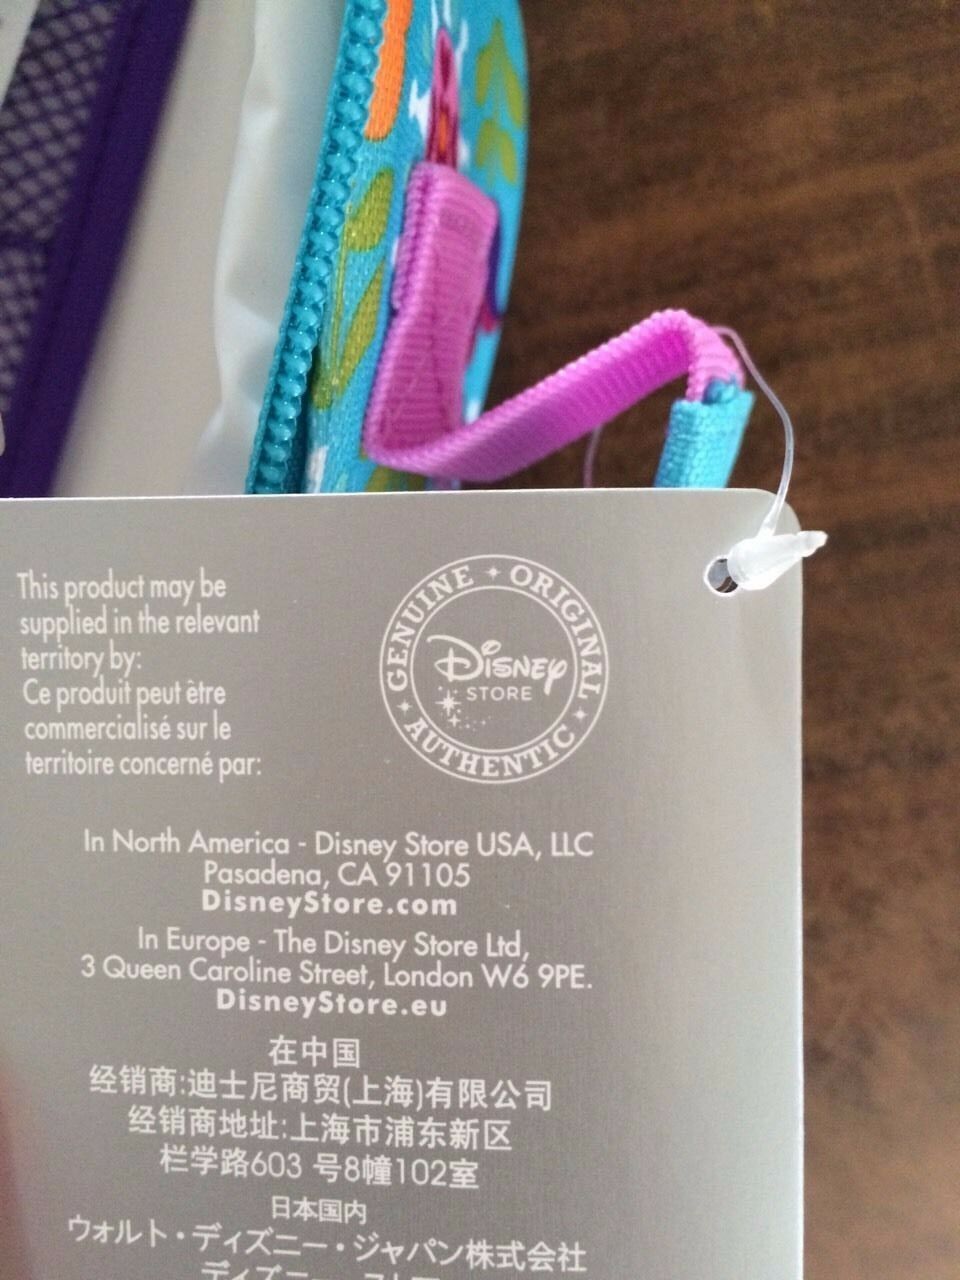 This product may be
supplied in the relevant
territory by:
Ce produit peut être
commercialisé sur le
territoire concerné par:
GENUINE ORIGINAL AUTHENTIC
Disney
STORE
In North America - Disney Store USA, LLC
Pasadena, CA 91105
DisneyStore.com
In Europe - The Disney Store Ltd,
3 Queen Caroline Street, London W6 9PE.
DisneyStore.eu
在中国
经销商:迪士尼商贸(上海)有限公司
经销商地址:上海市浦东新区
栏学路603 号8幢102室
日本国内
ウォルト・ディズニー・ジャパン株式会社